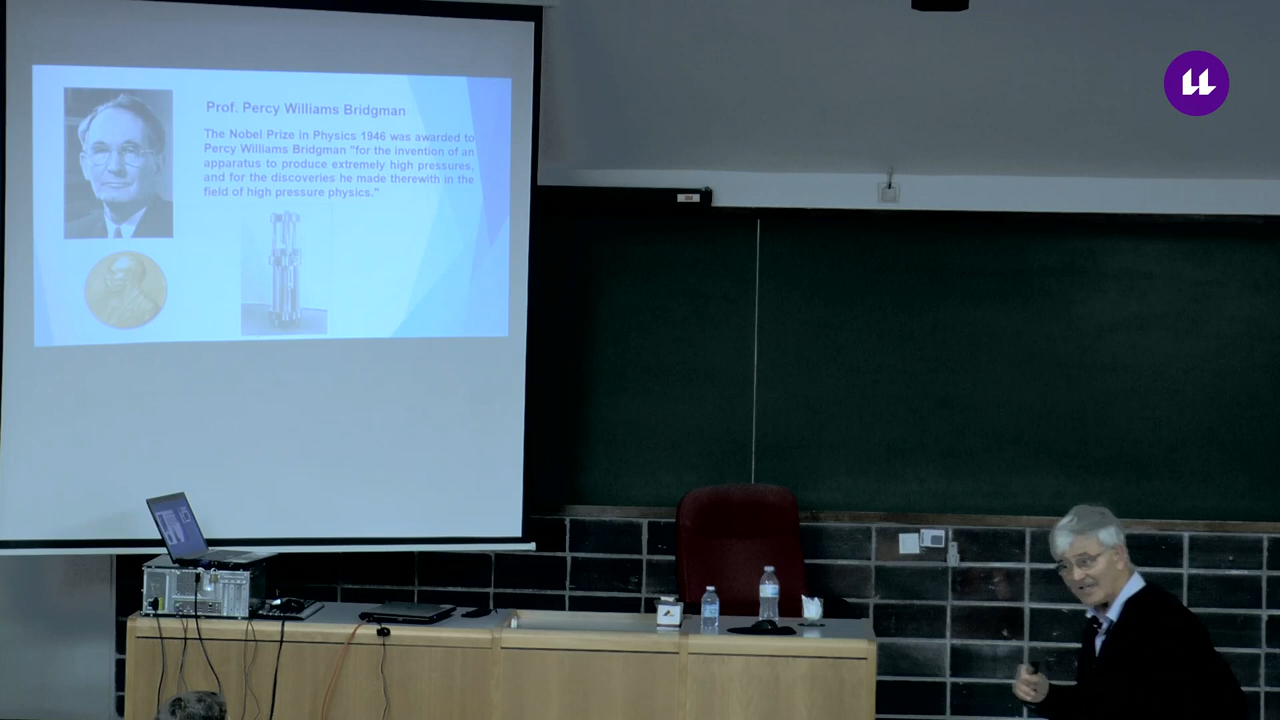 Prof. Percy Williams Bridgman
The Nobel Prize in Physics 1946 was awarded to
Percy Williams Bridgman "for the invention of an
apparatus to produce extremely high pressures,
and for the discoveries he made therewith in the
field of high pressure physics."